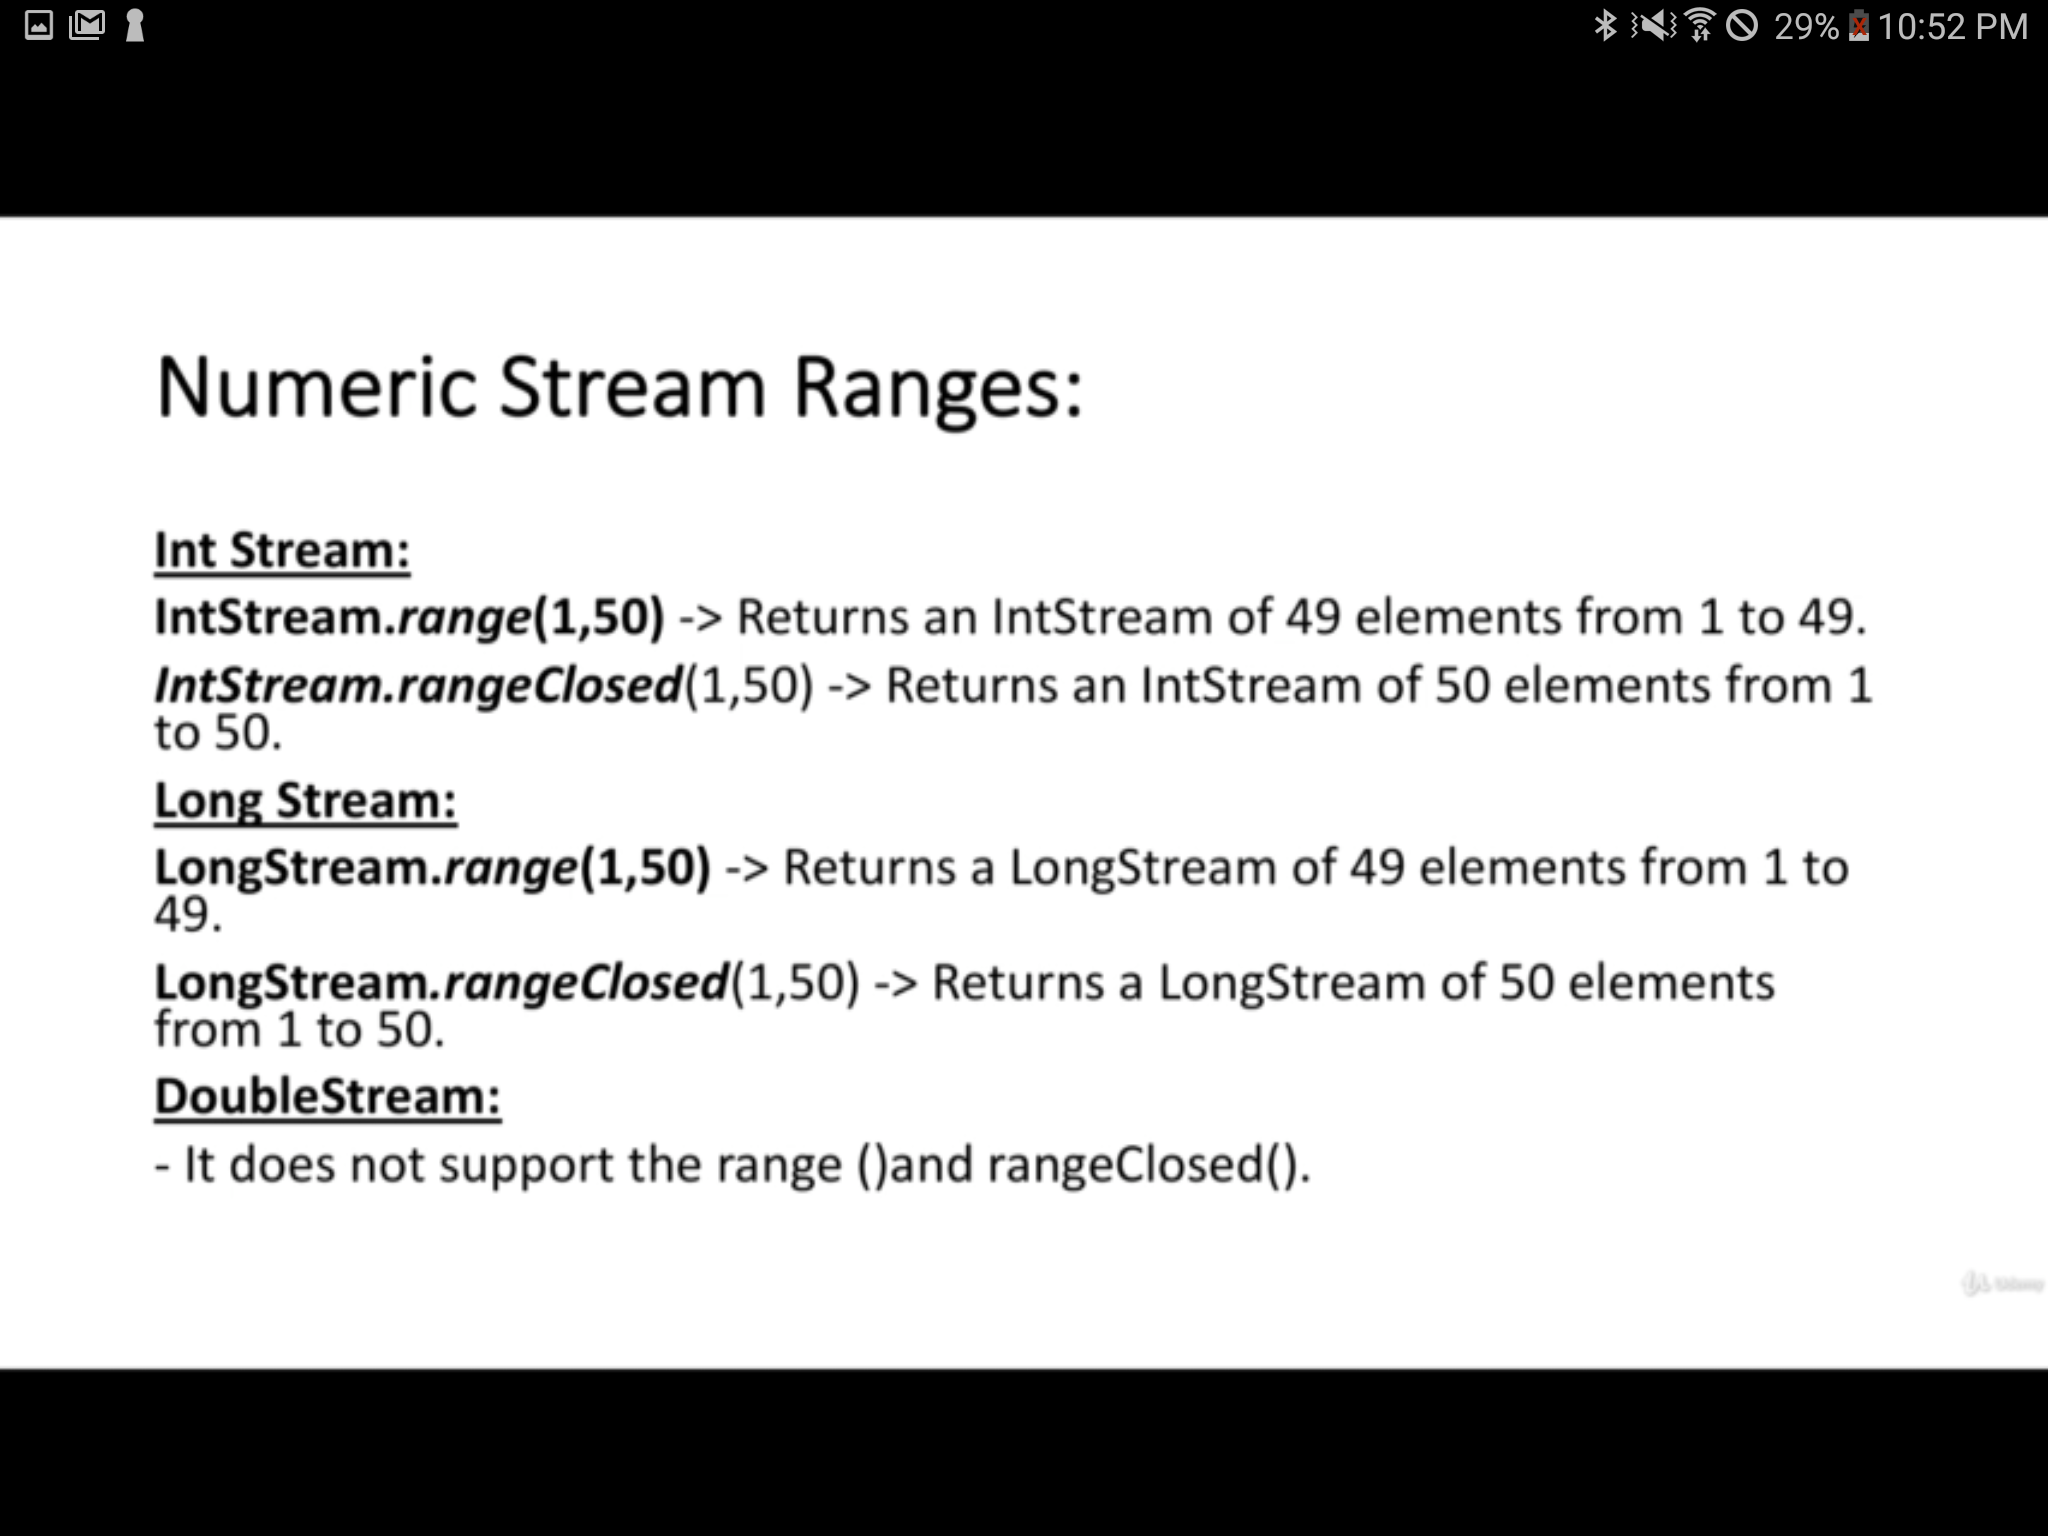 29% 10:52 PM
Numeric Stream Ranges:
Int Stream:
IntStream.range(1,50) -> Returns an IntStream of 49 elements from 1 to 49.
IntStream.rangeClosed(1,50) -> Returns an IntStream of 50 elements from 1
to 50.
Long Stream:
LongStream.range(1,50) -> Returns a LongStream of 49 elements from 1 to
49.
LongStream.rangeClosed(1,50) -> Returns a LongStream of 50 elements
from 1 to 50.
DoubleStream:
- It does not support the range ()and rangeClosed().
Udemy